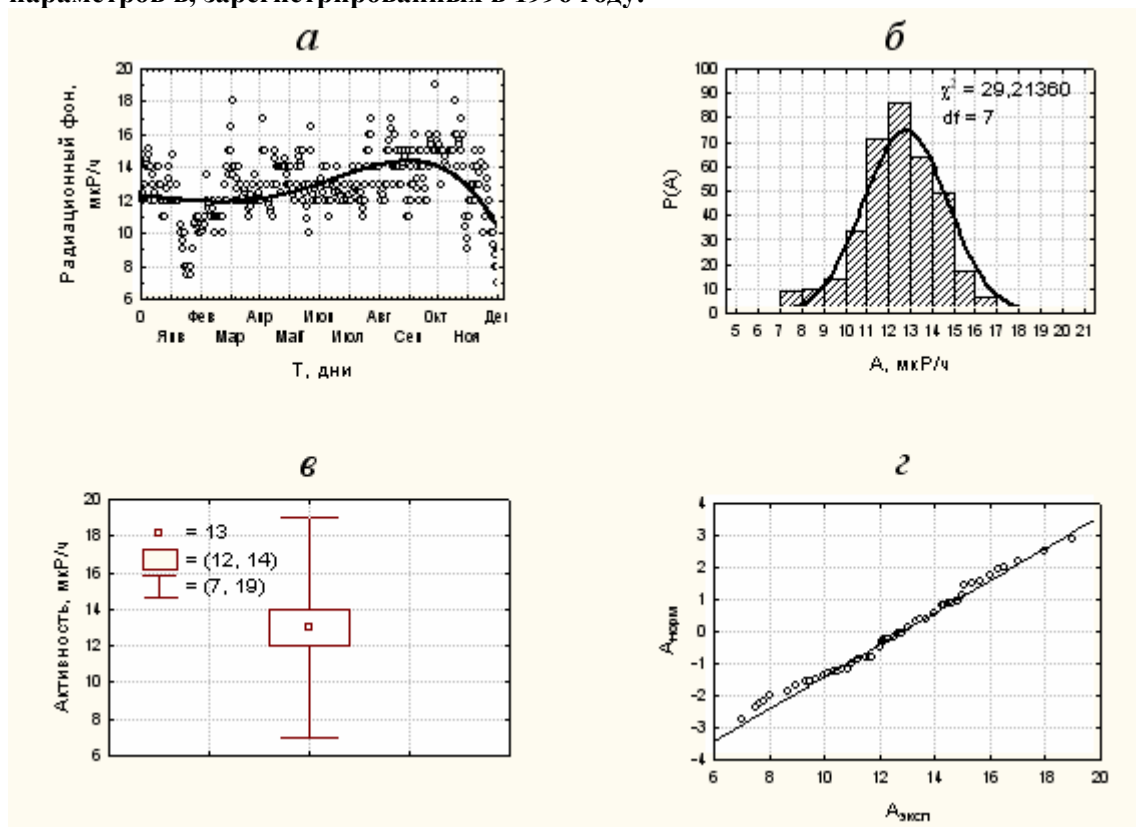 параметров в, зарегистрированных в 1996 году.
а
Радиационный фон, мкР/ч
20
18
16
14
12
10
8
6
0 Фев Апр Июн Авг Окт Дек
Янв Мар Май Июл Сен Ноя
Т, дни
б
P(A)
100
90
80
70
60
50
40
30
20
10
0
χ² = 29,21360
df = 7
5 6 7 8 9 10 11 12 13 14 15 16 17 18 19 20 21
А, мкР/ч
в
Активность, мкР/ч
20
18
16
14
12
10
8
6
= 13
= (12, 14)
= (7, 19)
г
Aнорм
4
3
2
1
0
-1
-2
-3
-4
6 8 10 12 14 16 18 20
Aэксп